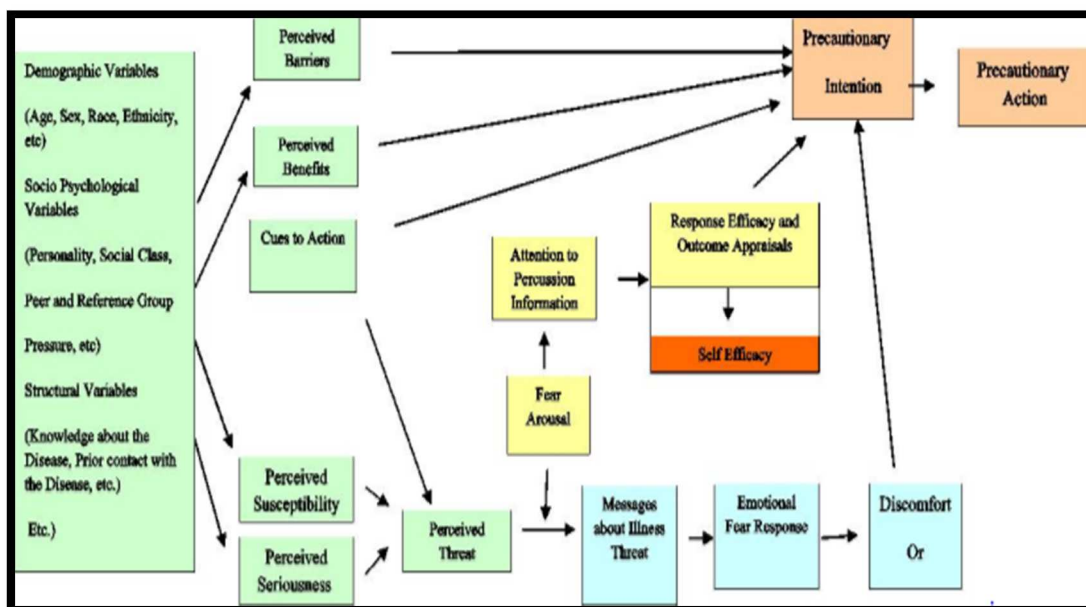 Demographic Variables
(Age, Sex, Race, Ethnicity,
etc)
Socio Psychological
Variables
(Personality, Social Class,
Peer and Reference Group
Pressure, etc)
Structural Variables
(Knowledge about the
Disease, Prior contact with
the Disease, etc.)
Etc.)
Perceived
Barriers
Perceived
Benefits
Cues to Action
Perceived
Susceptibility
Perceived
Seriousness
Perceived
Threat
Fear
Arousal
Attention to
Percussion
Information
Response Efficacy and
Outcome Appraisals
Self Efficacy
Messages
about Illness
Threat
Emotional
Fear Response
Discomfort
Or
Precautionary
Intention
Precautionary
Action